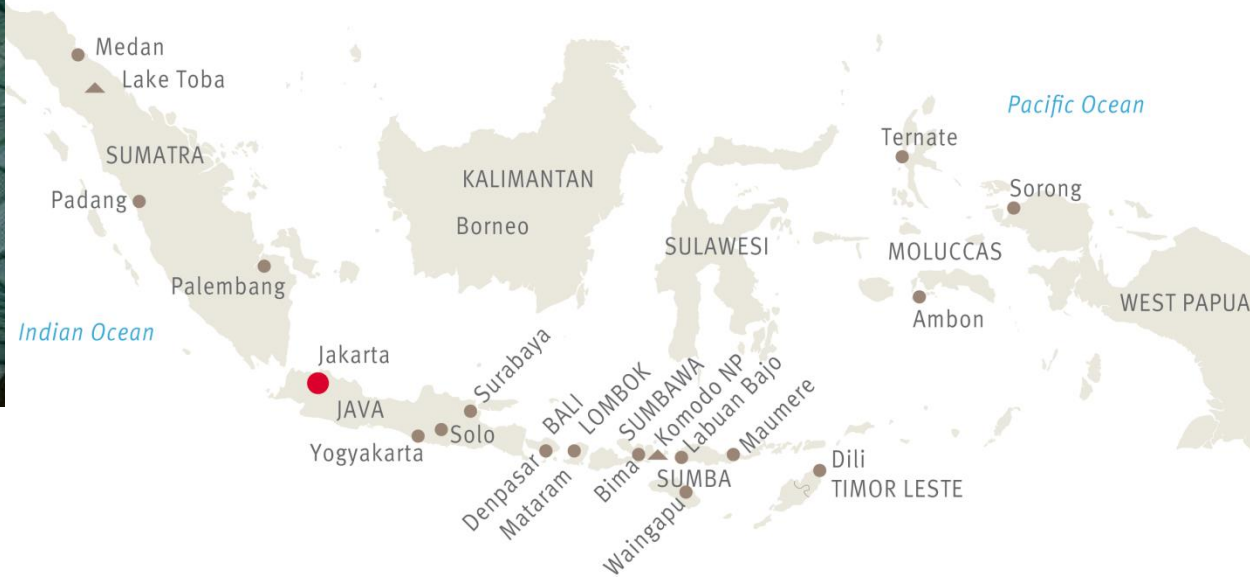 Medan
Lake Toba
SUMATRA
Padang
Palembang
Indian Ocean
KALIMANTAN
Borneo
SULAWESI
Ternate
Pacific Ocean
Sorong
MOLUCCAS
Ambon
WEST PAPUA
Jakarta
JAVA
Yogyakarta
Solo
Surabaya
Denpasar
BALI
Mataram
LOMBOK
Bima
SUMBAWA
Komodo NP
Labuan Bajo
Maumere
SUMBA
Waingapu
Dili
TIMOR LESTE